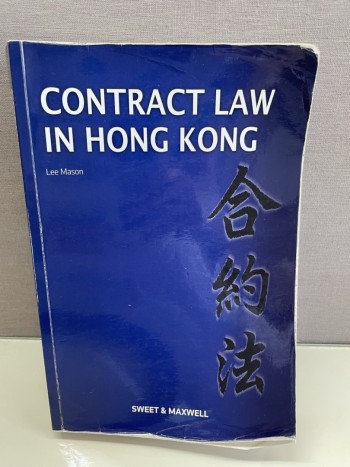 CONTRACT LAW
IN HONG KONG
Lee Mason
合約法
SWEET & MAXWELL